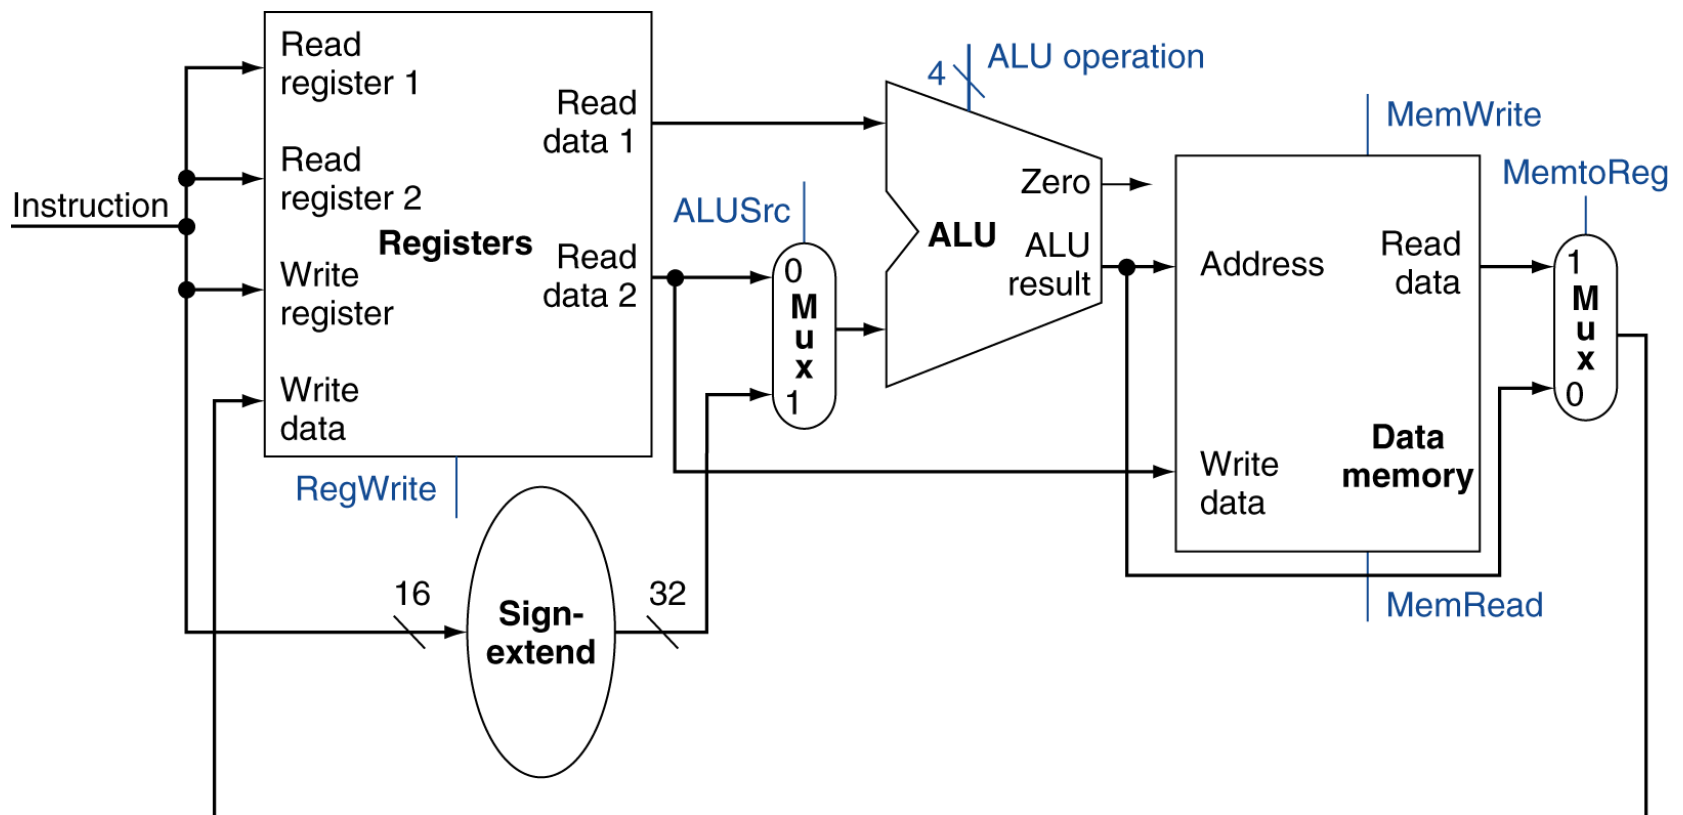 Instruction
Read
register 1
Read
register 2
Registers
Write
register
Write
data
Read
data 1
Read
data 2
RegWrite
16
Sign-
extend
32
ALUSrc
0
M
u
x
1
4
ALU operation
Zero
ALU
ALU
result
MemWrite
Address
Read
data
Write
data
Data
memory
MemRead
MemtoReg
1
M
u
x
0